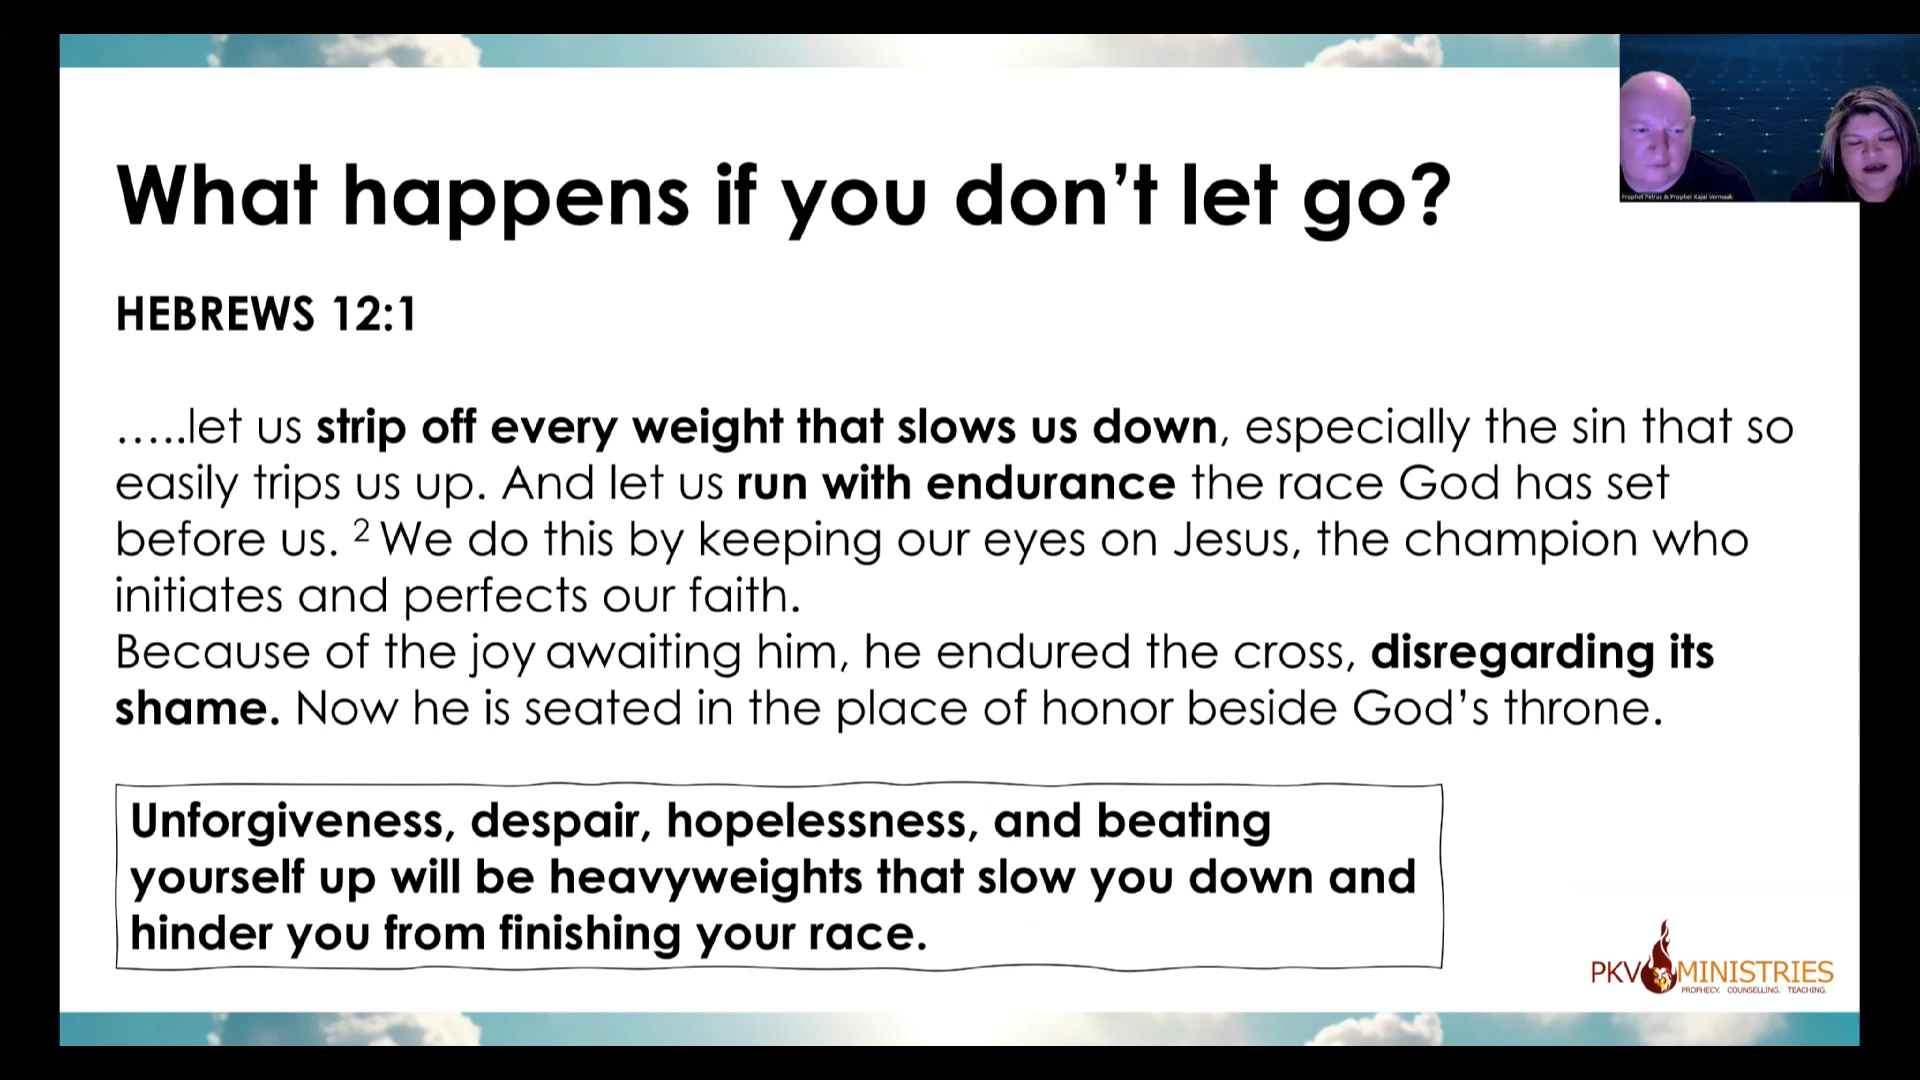 Prophet Petrus & Prophet Kajal Vermaak
What happens if you don’t let go?
HEBREWS 12:1
…..let us strip off every weight that slows us down, especially the sin that so
easily trips us up. And let us run with endurance the race God has set
before us. ² We do this by keeping our eyes on Jesus, the champion who
initiates and perfects our faith.
Because of the joy awaiting him, he endured the cross, disregarding its
shame. Now he is seated in the place of honor beside God’s throne.
Unforgiveness, despair, hopelessness, and beating
yourself up will be heavyweights that slow you down and
hinder you from finishing your race.
PKV MINISTRIES
PROPHECY. COUNSELLING. TEACHING.